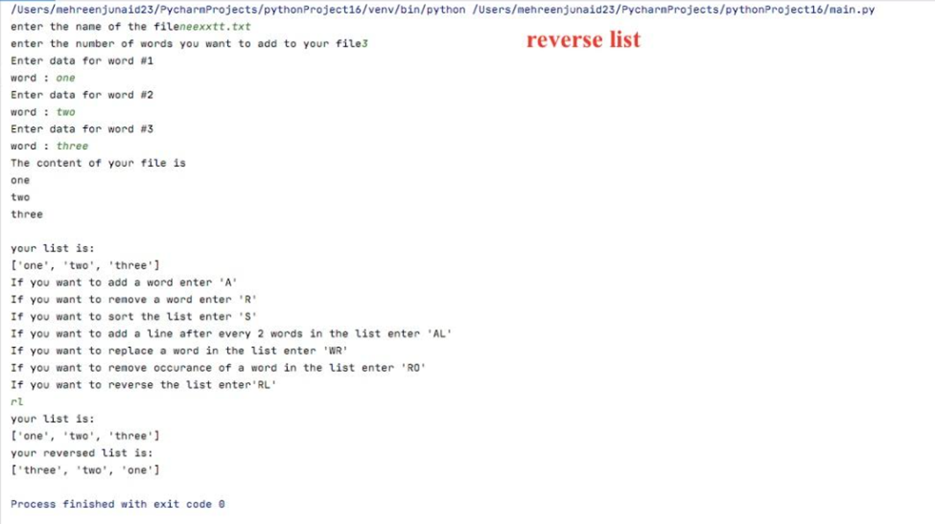 /Users/mehreenjunaid23/PycharmProjects/pythonProject16/venv/bin/python /Users/mehreenjunaid23/PycharmProjects/pythonProject16/main.py
enter the name of the fileneexxtt.txt
reverse list
enter the number of words you want to add to your file3
Enter data for word #1
word : one
Enter data for word #2
word : two
Enter data for word #3
word : three
The content of your file is
one
two
three
your list is:
['one', 'two', 'three']
If you want to add a word enter 'A'
If you want to remove a word enter 'R'
If you want to sort the list enter 'S'
If you want to add a line after every 2 words in the list enter 'AL'
If you want to replace a word in the list enter 'WR'
If you want to remove occurance of a word in the list enter 'RO'
If you want to reverse the list enter'RL'
rl
your list is:
['one', 'two', 'three']
your reversed list is:
['three', 'two', 'one']
Process finished with exit code 0